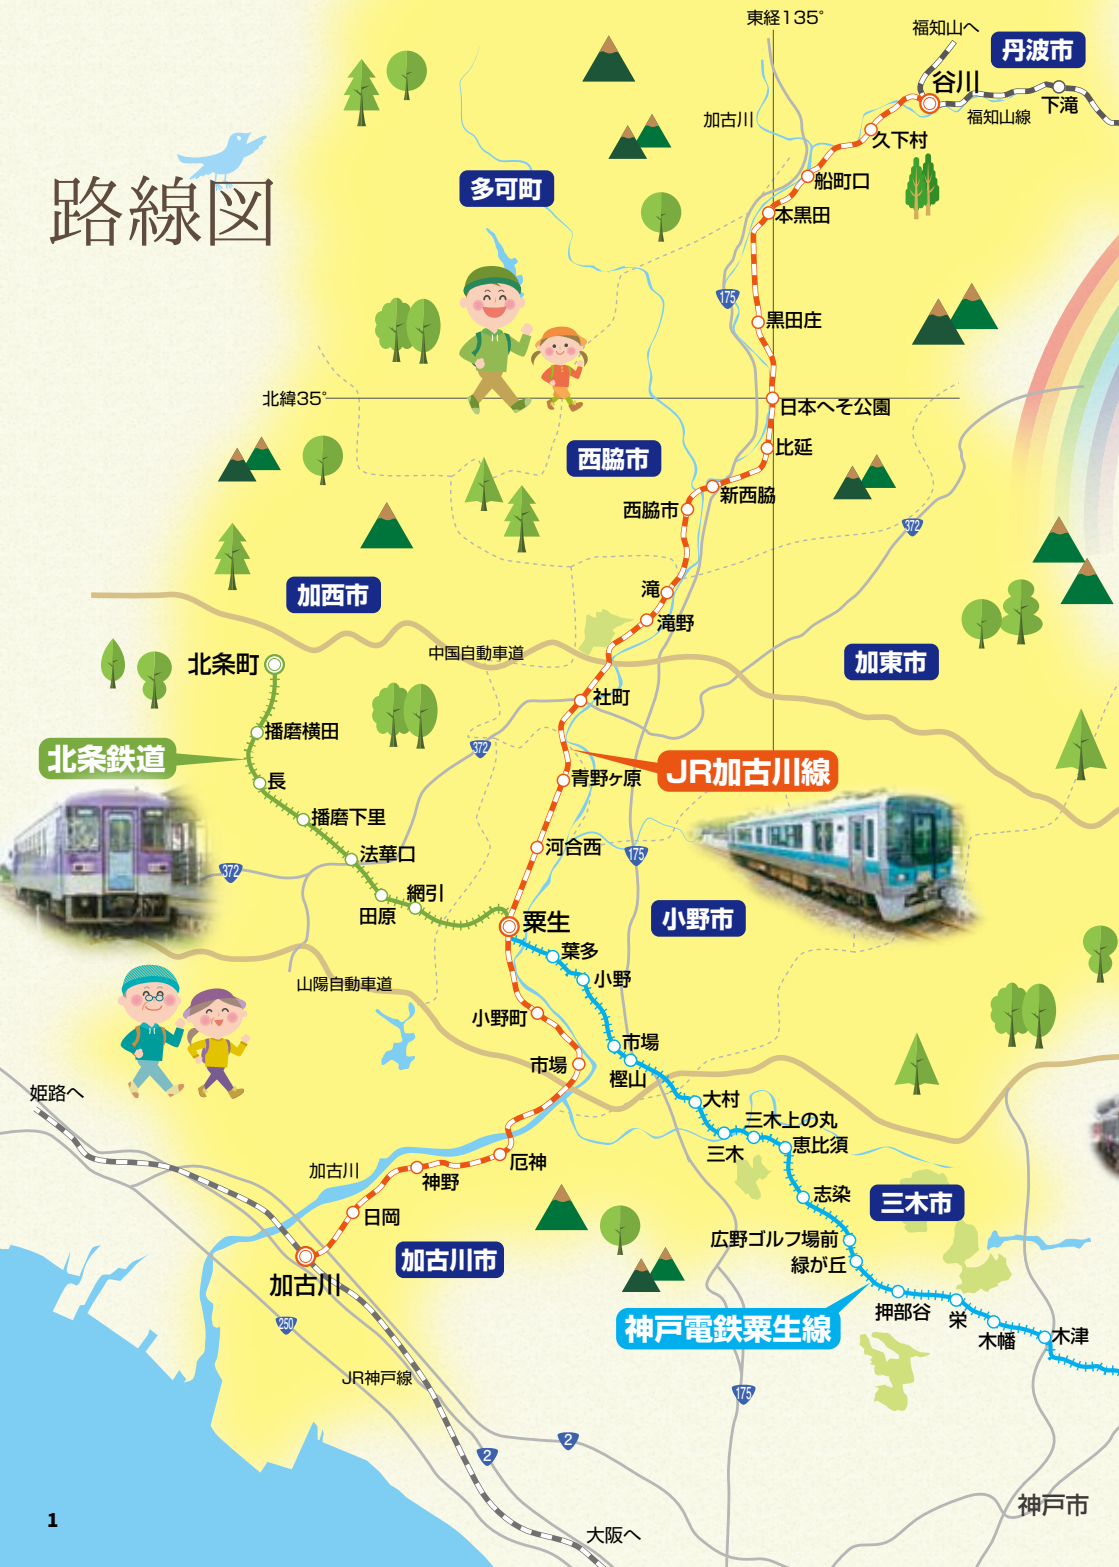 路線図
東経135°
福知山へ
丹波市
谷川
下滝
福知山線
加古川
久下村
船町口
多可町
本黒田
175
黒田庄
北緯35°
日本へそ公園
西脇市
比延
新西脇
西脇市
372
加西市
滝
滝野
中国自動車道
加東市
北条町
社町
播磨横田
372
北条鉄道
JR加古川線
長
青野ヶ原
播磨下里
河合西
法華口
175
372
網引
田原
粟生
小野市
葉多
小野
山陽自動車道
小野町
市場
市場
樫山
姫路へ
大村
三木上の丸
三木
恵比須
加古川
厄神
神野
志染
三木市
日岡
広野ゴルフ場前
加古川市
緑が丘
加古川
押部谷
栄
250
神戸電鉄粟生線
木幡
木津
JR神戸線
175
2
2
神戸市
1
大阪へ